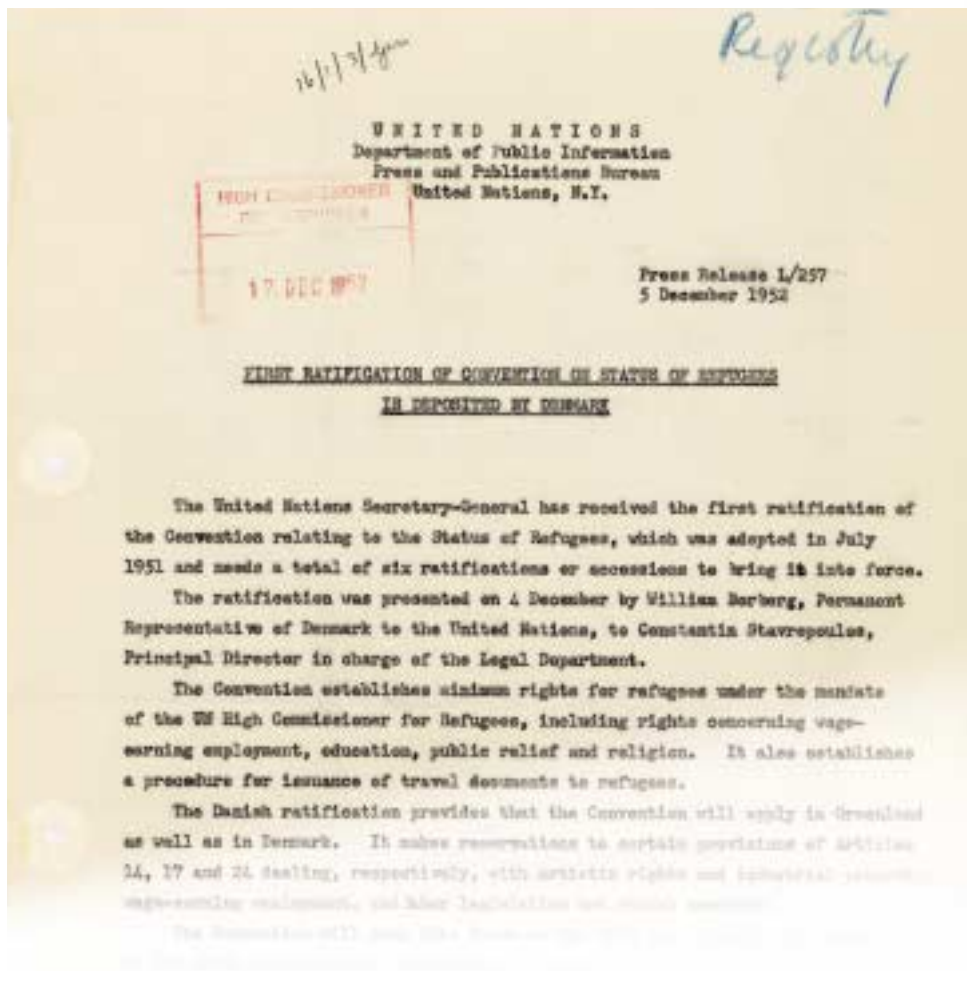 Registry
16/1/3/
UNITED NATIONS
Department of Public Information
Press and Publications Bureau
United Nations, N.Y.
HIGH COMMISSIONER
17 DEC 1952
Press Release L/257
5 December 1952
FIRST RATIFICATION OF CONVENTION ON STATUS OF REFUGEES
IS DEPOSITED BY DENMARK
The United Nations Secretary-General has received the first ratification of
the Convention relating to the Status of Refugees, which was adopted in July
1951 and needs a total of six ratifications or accessions to bring it into force.
The ratification was presented on 4 December by William Borberg, Permanent
Representative of Denmark to the United Nations, to Constantin Stavropoulos,
Principal Director in charge of the Legal Department.
The Convention establishes minimum rights for refugees under the mandate
of the UN High Commissioner for Refugees, including rights concerning wage-
earning employment, education, public relief and religion. It also establishes
a procedure for issuance of travel documents to refugees.
The Danish ratification provides that the Convention will apply in Greenland
as well as in Denmark. It makes reservations to certain provisions of Articles
14, 17 and 24 dealing, respectively, with artistic rights and industrial
wage-earning employment, and labor legislation and social
The Convention will